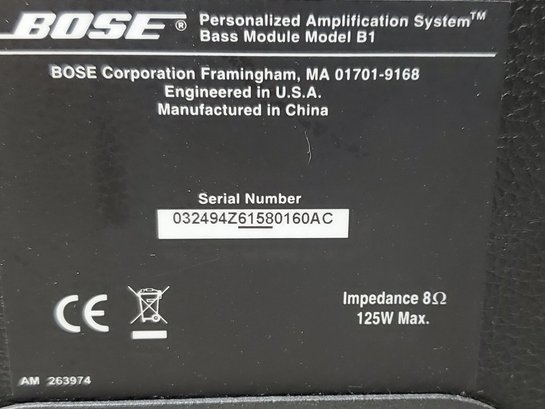 BOSE® Personalized Amplification System™
Bass Module Model B1
BOSE Corporation Framingham, MA 01701-9168
Engineered in U.S.A.
Manufactured in China
Serial Number
032494Z61580160AC
CE
Impedance 8Ω
125W Max.
AM 263974